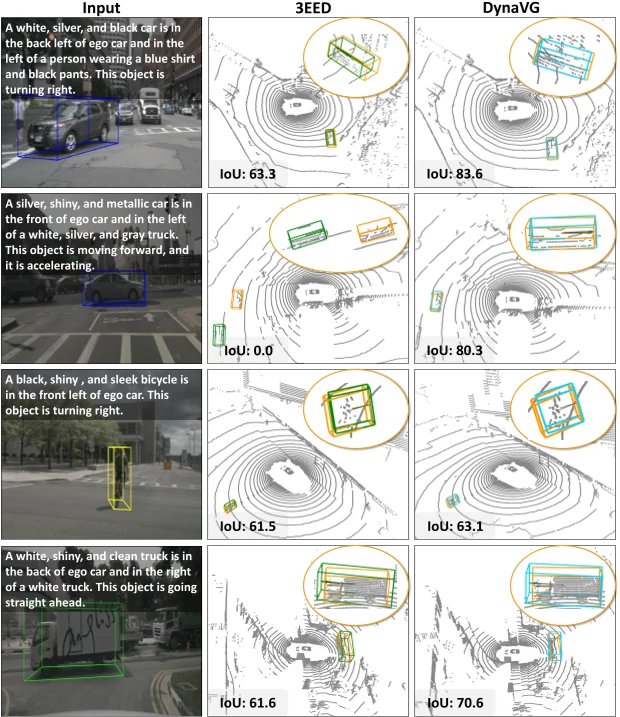 Input
3EED
DynaVG
A white, silver, and black car is in
the back left of ego car and in the
left of a person wearing a blue shirt
and black pants. This object is
turning right.
IoU: 63.3
IoU: 83.6
A silver, shiny, and metallic car is in
the front of ego car and in the left
of a white, silver, and gray truck.
This object is moving forward, and
it is accelerating.
IoU: 0.0
IoU: 80.3
A black, shiny , and sleek bicycle is
in the front left of ego car. This
object is turning right.
IoU: 61.5
IoU: 63.1
A white, shiny, and clean truck is in
the back of ego car and in the right
of a white truck. This object is going
straight ahead.
IoU: 61.6
IoU: 70.6